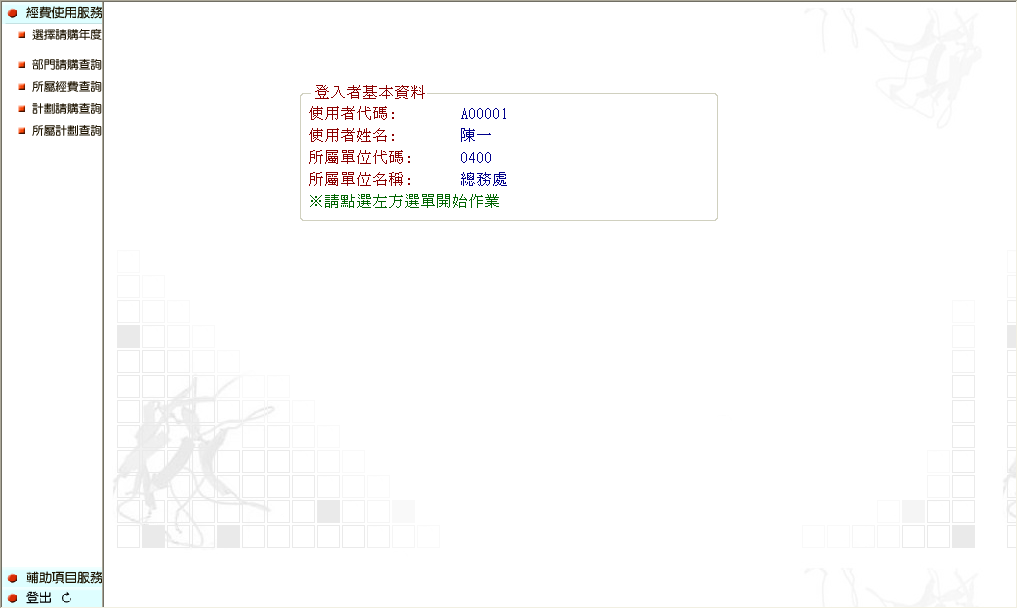 經費使用服務
選擇請購年度
部門請購查詢
所屬經費查詢
計劃請購查詢
所屬計劃查詢
登入者基本資料
使用者代碼： A00001
使用者姓名： 陳一
所屬單位代碼： 0400
所屬單位名稱： 總務處
※請點選左方選單開始作業
輔助項目服務
登出